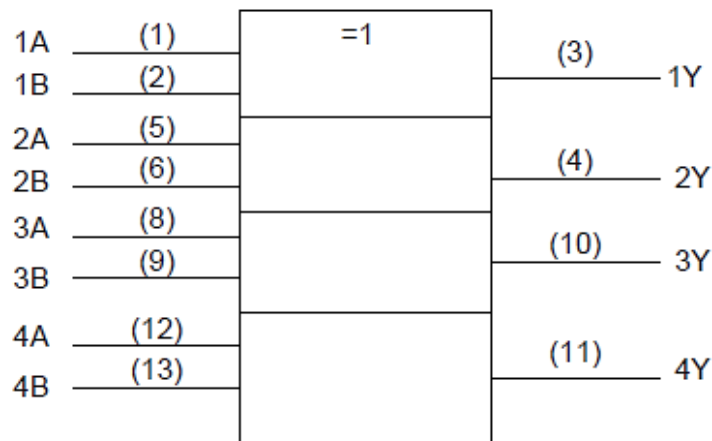 1A (1) =1 (3) 1Y
1B (2)
2A (5) (4) 2Y
2B (6)
3A (8) (10) 3Y
3B (9)
4A (12) (11) 4Y
4B (13)